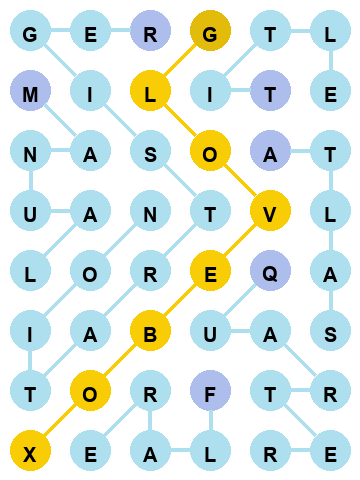 G E R G T L
M I L I T E
N A S O A T
U A N T V L
L O R E Q A
I A B U A S
T O R F T R
X E A L R E